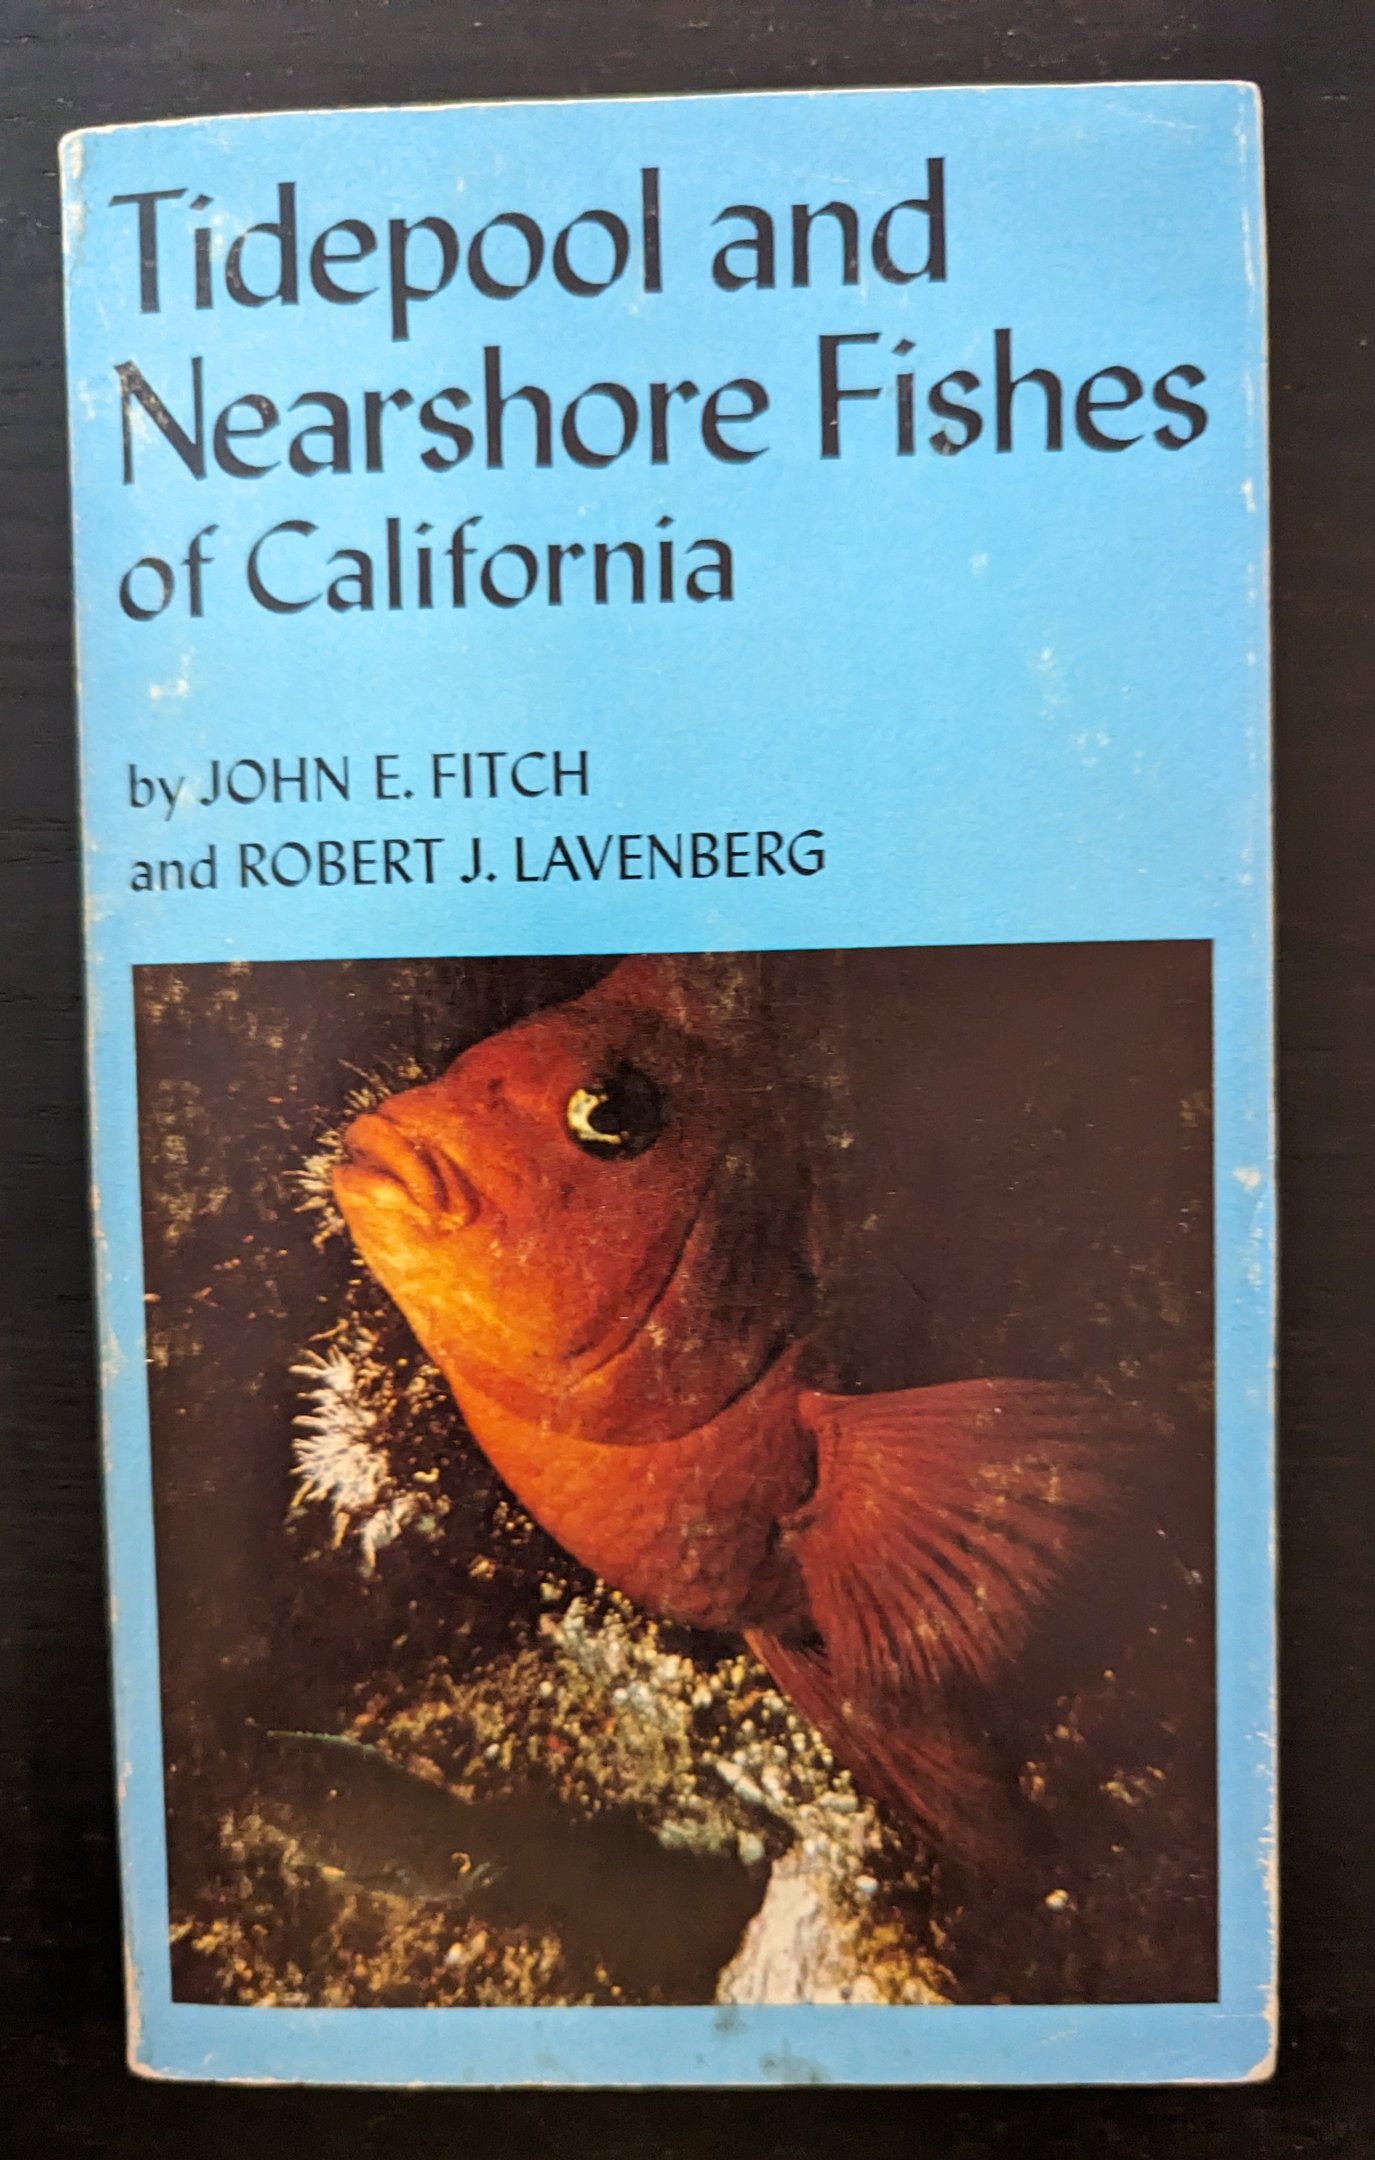 Tidepool and
Nearshore Fishes
of California
by JOHN E. FITCH
and ROBERT J. LAVENBERG